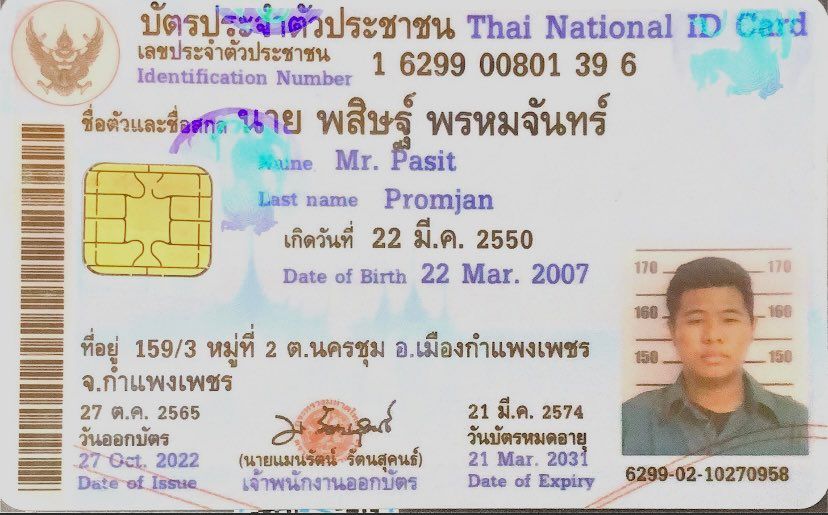 บัตรประจำตัวประชาชน Thai National ID Card
เลขประจำตัวประชาชน 1 6299 00801 39 6
Identification Number
ชื่อตัวและชื่อสกุล นาย พสิษฐ์ พรหมจันทร์
Name Mr. Pasit
Last name Promjan
เกิดวันที่ 22 มี.ค. 2550
Date of Birth 22 Mar. 2007
170 170
160 160
150 150
ที่อยู่ 159/3 หมู่ที่ 2 ต.นครชุม อ.เมืองกำแพงเพชร
จ.กำแพงเพชร
27 ต.ค. 2565
วันออกบัตร
27 Oct. 2022
Date of Issue
(นายแมนรัตน์ รัตนสุคนธ์)
เจ้าพนักงานออกบัตร
21 มี.ค. 2574
วันบัตรหมดอายุ
21 Mar. 2031
Date of Expiry
6299-02-10270958